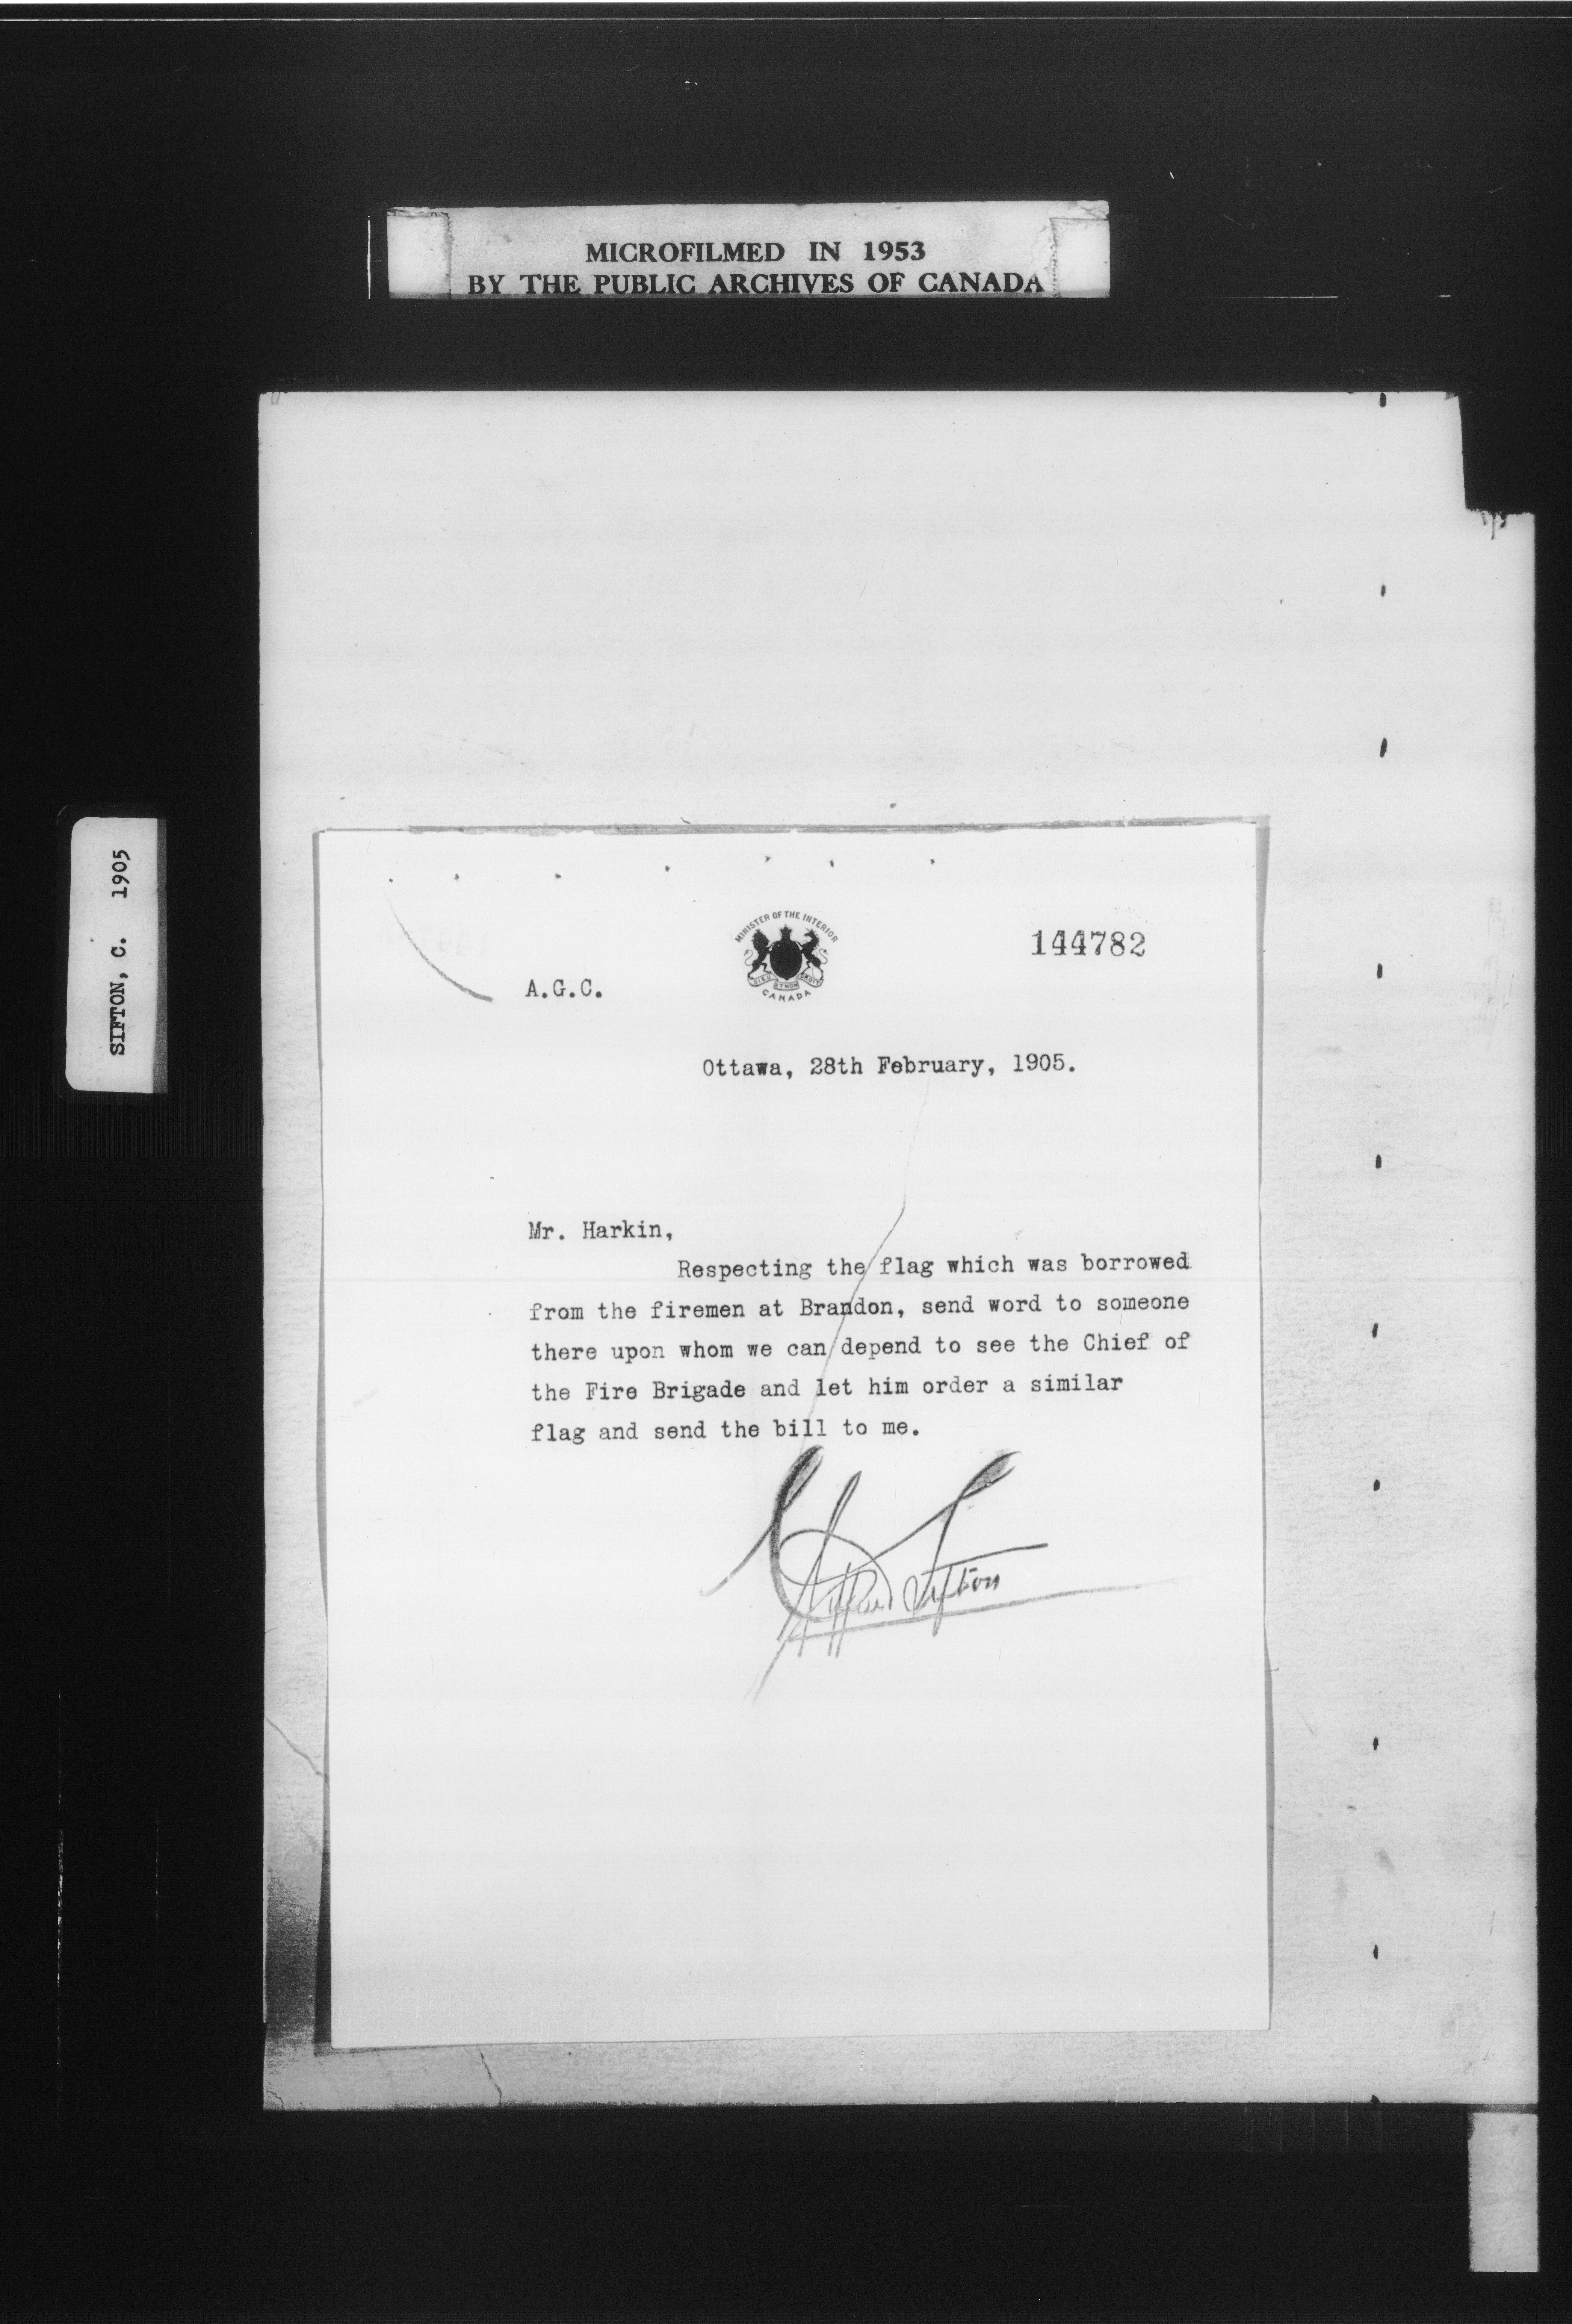 MICROFILMED IN 1953
BY THE PUBLIC ARCHIVES OF CANADA
SIFTON, C. 1905
MINISTER OF THE INTERIOR
CANADA
144782
A.G.C.
Ottawa, 28th February, 1905.
Mr. Harkin,
Respecting the flag which was borrowed
from the firemen at Brandon, send word to someone
there upon whom we can depend to see the Chief of
the Fire Brigade and let him order a similar
flag and send the bill to me.
Clifford Sifton